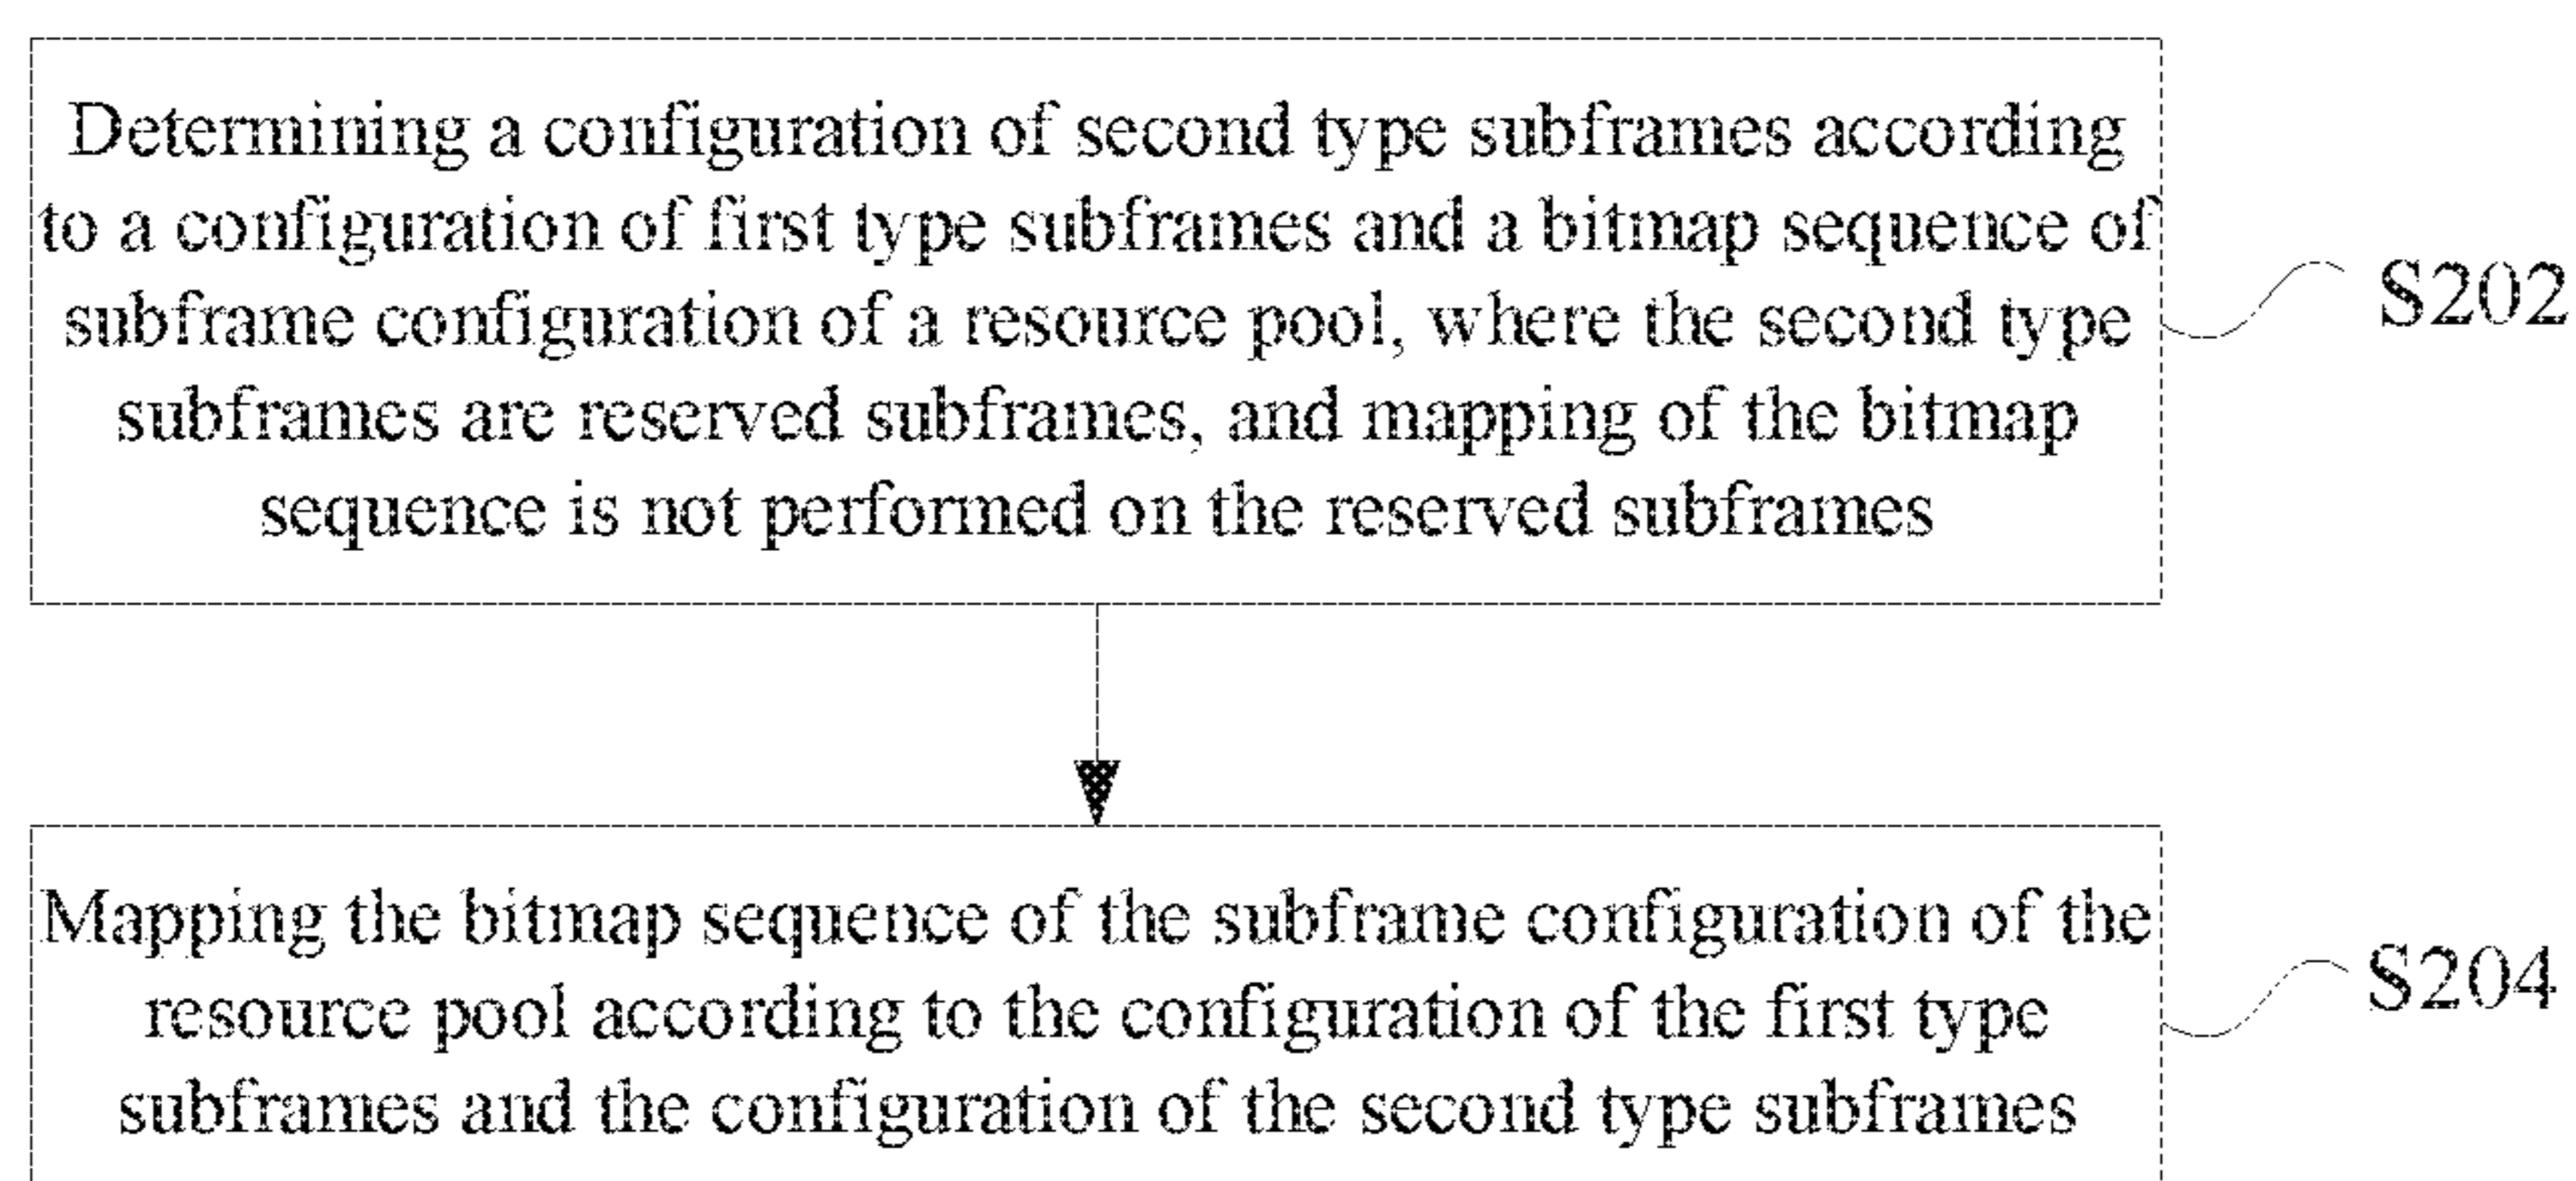 Determining a configuration of second type subframes according
to a configuration of first type subframes and a bitmap sequence of
subframe configuration of a resource pool, where the second type
subframes are reserved subframes, and mapping of the bitmap
sequence is not performed on the reserved subframes
S202
Mapping the bitmap sequence of the subframe configuration of the
resource pool according to the configuration of the first type
subframes and the configuration of the second type subframes
S204